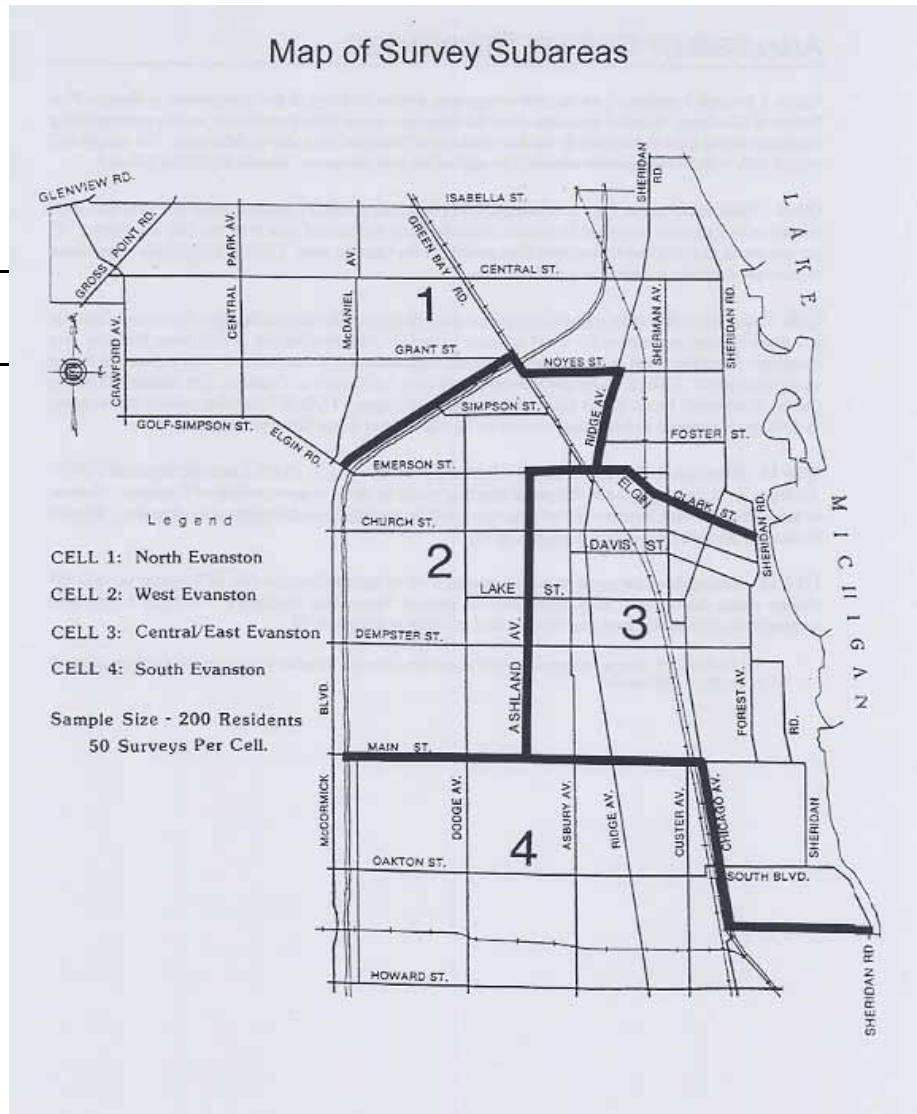 Map of Survey Subareas
GLENVIEW RD.
GROSS POINT RD.
CENTRAL PARK AV.
McDANIEL AV.
GREEN BAY RD.
ISABELLA ST.
SHERIDAN RD.
LAKE MICHIGAN
CENTRAL ST.
1
CRAWFORD AV.
GRANT ST.
NOYES ST.
SHERMAN AV.
SHERIDAN RD.
SIMPSON ST.
RIDGE AV.
GOLF-SIMPSON ST.
ELGIN RD.
FOSTER ST.
EMERSON ST.
ELGIN
CLARK ST.
SHERIDAN RD.
Legend
CHURCH ST.
DAVIS ST.
CELL 1: North Evanston
2
CELL 2: West Evanston
LAKE ST.
3
CELL 3: Central/East Evanston
DEMPSTER ST.
CELL 4: South Evanston
ASHLAND AV.
FOREST AV.
Sample Size - 200 Residents
50 Surveys Per Cell.
MAIN ST.
McCORMICK BLVD.
DODGE AV.
ASBURY AV.
RIDGE AV.
CUSTER AV.
CHICAGO AV.
SHERIDAN RD.
4
OAKTON ST.
SOUTH BLVD.
HOWARD ST.
SHERIDAN RD